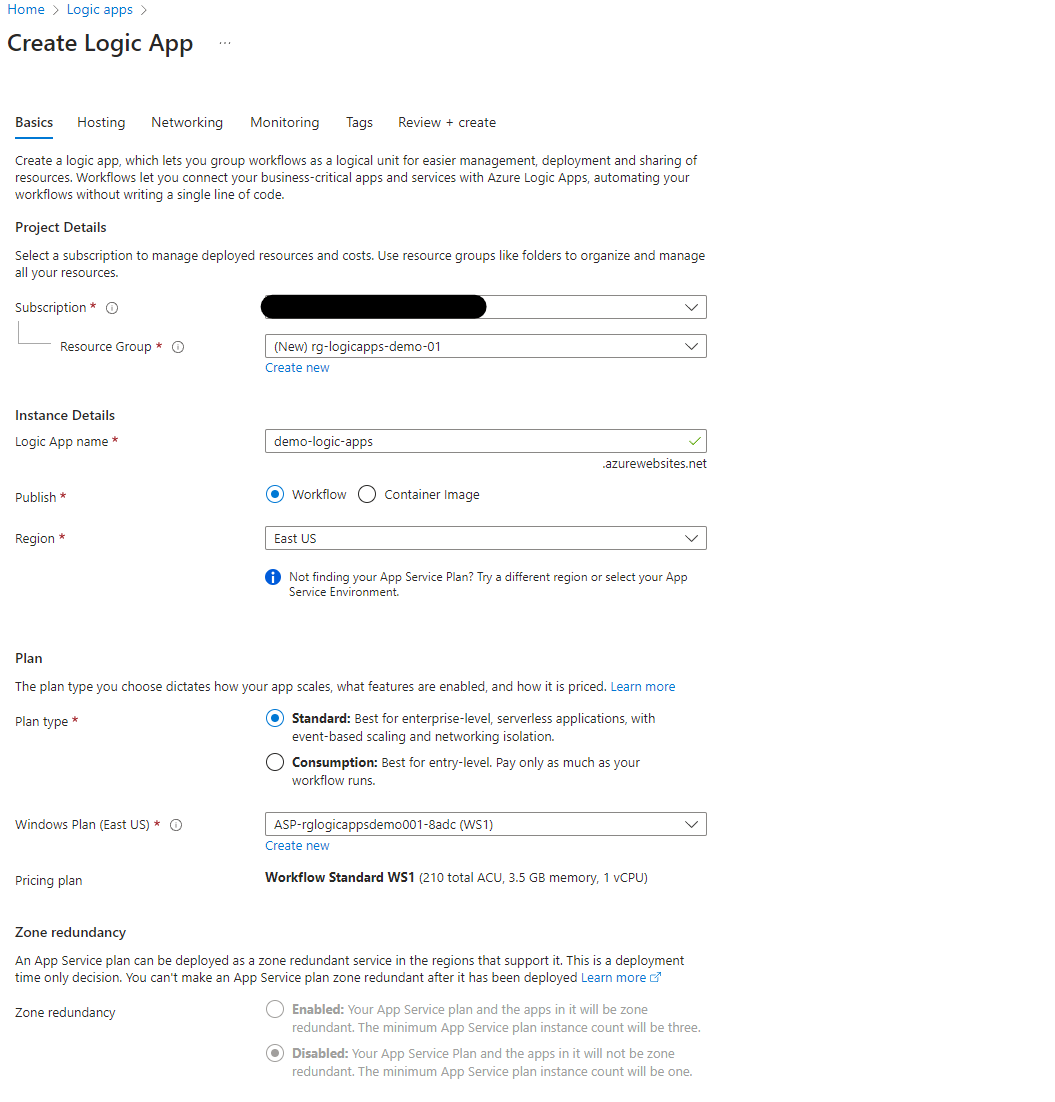 Home > Logic apps >
Create Logic App ...
Basics Hosting Networking Monitoring Tags Review + create
Create a logic app, which lets you group workflows as a logical unit for easier management, deployment and sharing of
resources. Workflows let you connect your business-critical apps and services with Azure Logic Apps, automating your
workflows without writing a single line of code.
Project Details
Select a subscription to manage deployed resources and costs. Use resource groups like folders to organize and manage
all your resources.
Subscription *
Resource Group * (New) rg-logicapps-demo-01
Create new
Instance Details
Logic App name * demo-logic-apps
.azurewebsites.net
Publish * Workflow Container Image
Region * East US
Not finding your App Service Plan? Try a different region or select your App
Service Environment.
Plan
The plan type you choose dictates how your app scales, what features are enabled, and how it is priced. Learn more
Plan type * Standard: Best for enterprise-level, serverless applications, with
event-based scaling and networking isolation.
Consumption: Best for entry-level. Pay only as much as your
workflow runs.
Windows Plan (East US) * ASP-rglogicappsdemo001-8adc (WS1)
Create new
Pricing plan Workflow Standard WS1 (210 total ACU, 3.5 GB memory, 1 vCPU)
Zone redundancy
An App Service plan can be deployed as a zone redundant service in the regions that support it. This is a deployment
time only decision. You can't make an App Service plan zone redundant after it has been deployed Learn more
Zone redundancy Enabled: Your App Service plan and the apps in it will be zone
redundant. The minimum App Service plan instance count will be three.
Disabled: Your App Service Plan and the apps in it will not be zone
redundant. The minimum App Service plan instance count will be one.